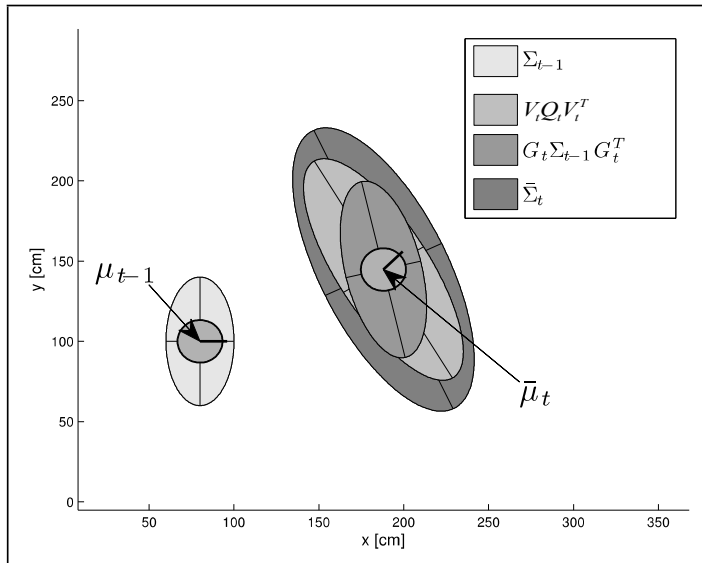 Σ_{t−1}
V_t Q_t V_t^T
G_t Σ_{t−1} G_t^T
Σ̄_t
250
200
150
100
50
0
y [cm]
μ_{t−1}
μ̄_t
50 100 150 200 250 300 350
x [cm]